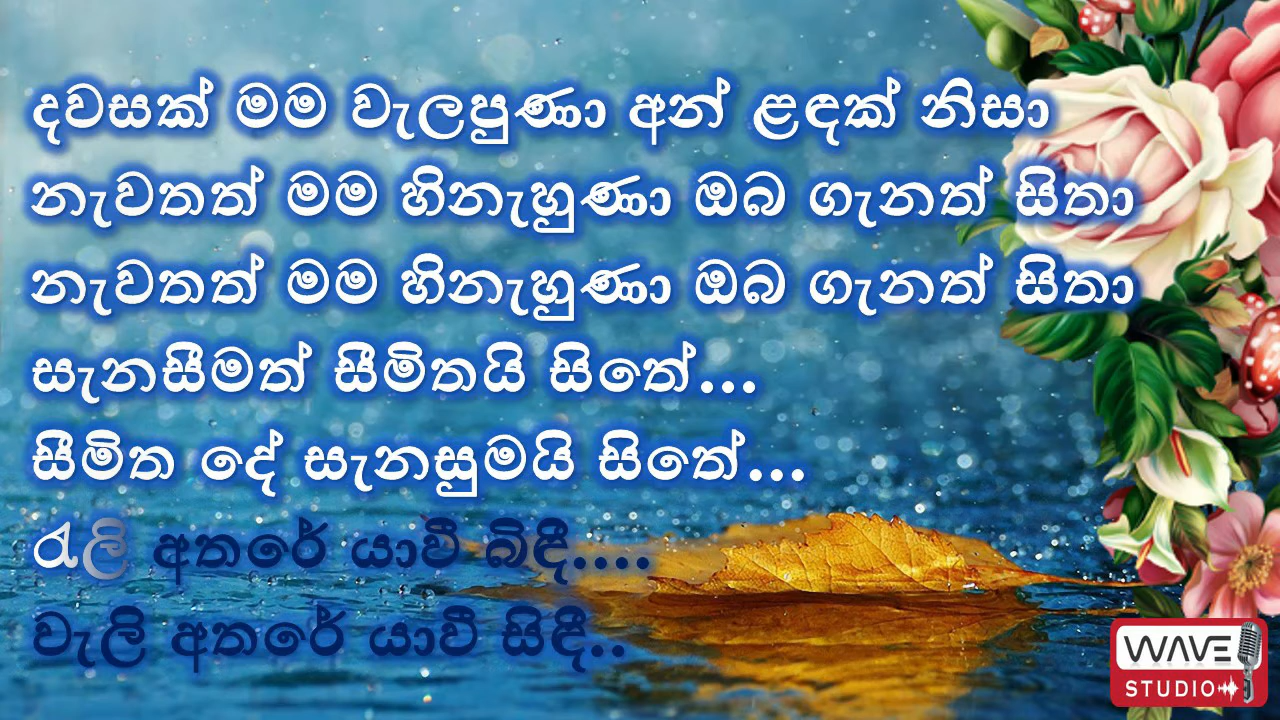 දවසක් මම වැලපුණා අන් ළඳක් නිසා
නැවතත් මම හිනැහුණා ඔබ ගැනත් සිතා
නැවතත් මම හිනැහුණා ඔබ ගැනත් සිතා
සැනසීමත් සීමිතයි සිතේ...
සීමිත දේ සැනසුමයි සිතේ...
රැලි අතරේ යාවී බිඳී....
වැලි අතරේ යාවී සිඳී..
WAVE
STUDIO